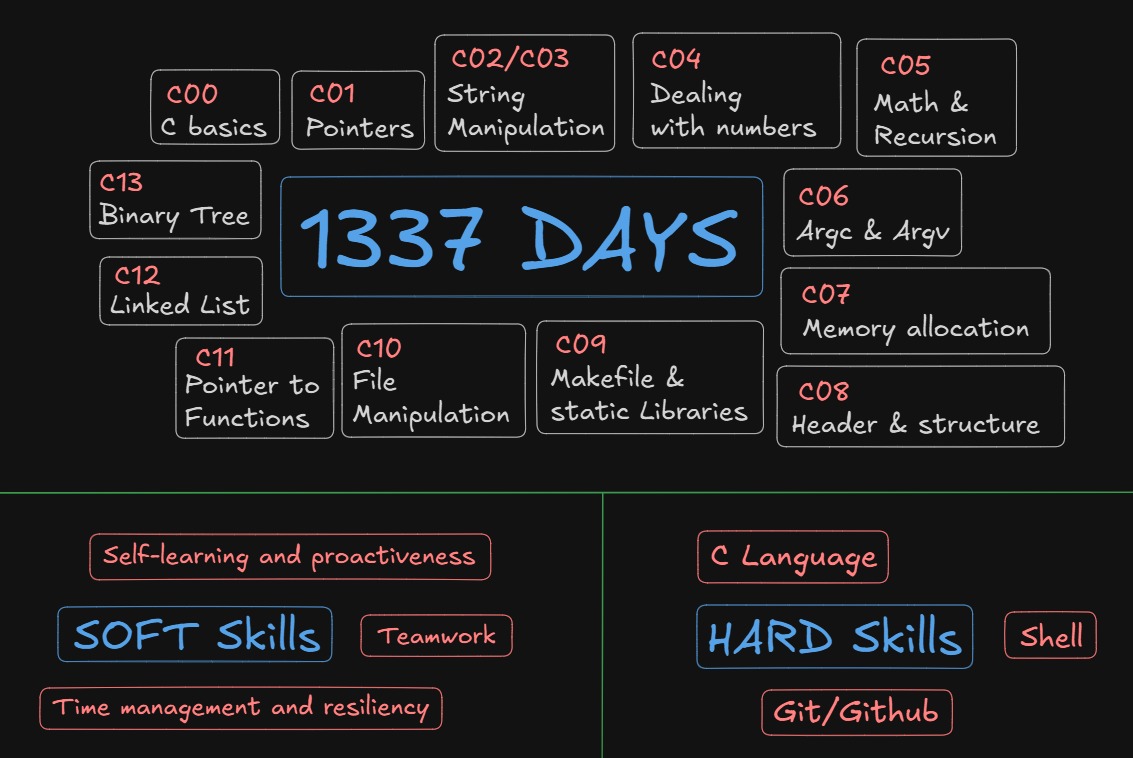 C00
C basics
C01
Pointers
C02/C03
String
Manipulation
C04
Dealing
with numbers
C05
Math &
Recursion
C13
Binary Tree
1337 DAYS
C06
Argc & Argv
C12
Linked List
C07
Memory allocation
C11
Pointer to
Functions
C10
File
Manipulation
C09
Makefile &
static Libraries
C08
Header & structure
Self-learning and proactiveness
SOFT Skills
Teamwork
Time management and resiliency
C Language
HARD Skills
Shell
Git/Github